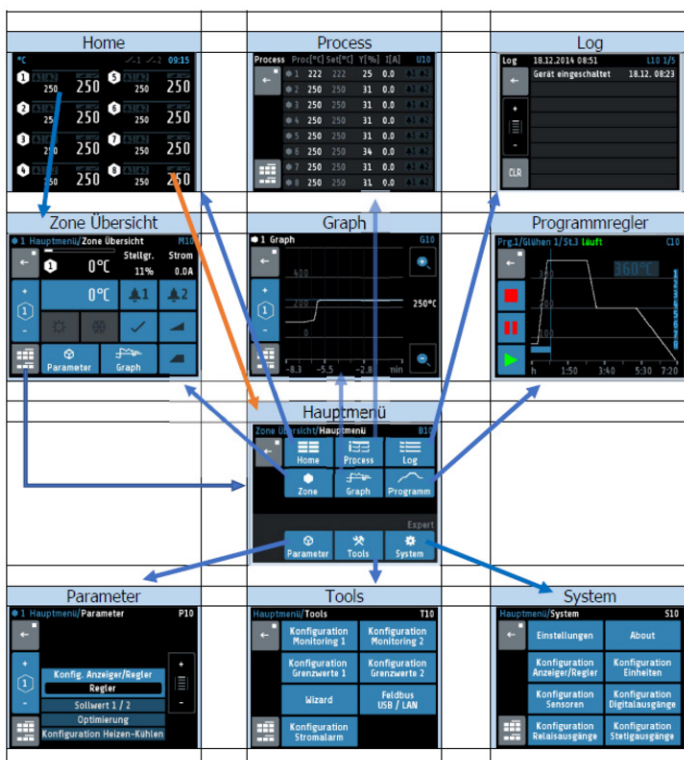 Home
°C 09:15
1 250 250 5 250 250
2 250 250 6 250 250
3 250 250 7 250 250
4 250 250 8 250 250
Process
Process Proc[°C] Set[°C] Y[%] I[A] U10
1 222 222 25 0.0
2 250 250 31 0.0
3 250 250 31 0.0
4 250 250 31 0.0
5 250 250 31 0.0
6 250 250 34 0.0
7 250 250 31 0.0
8 250 250 31 0.0
Log
Log 18.12.2014 08:51 L10 1/5
Gerät eingeschaltet 18.12. 08:23
+
-
CLR
Zone Übersicht
1 Hauptmenü/Zone Übersicht M10
Stellgr. Strom
1 0°C 11% 0.0A
+ 0°C 1 2
1
-
Parameter Graph
Graph
1 Graph G10
400
+ 200 250°C
1
- 0
-8.3 -5.5 -2.8 min
Programmregler
Prg.1/Glühen 1/St.3 läuft C10
360°C
100
h 1:50 3:40 5:30 7:20
Hauptmenü
Zone Übersicht/Hauptmenü B10
Home Process Log
Zone Graph Programm
Expert
Parameter Tools System
Parameter
1 Hauptmenü/Parameter P10
+ +
1
Konfig. Anzeiger/Regler
Regler
- Sollwert 1 / 2 -
Optimierung
Konfiguration Heizen-Kühlen
Tools
Hauptmenü/Tools T10
Konfiguration Monitoring 1 Konfiguration Monitoring 2
Konfiguration Grenzwerte 1 Konfiguration Grenzwerte 2
Wizard Feldbus USB / LAN
Konfiguration Stromalarm
System
Hauptmenü/System S10
Einstellungen About
Konfiguration Anzeiger/Regler Konfiguration Einheiten
Konfiguration Sensoren Konfiguration Digitalausgänge
Konfiguration Relaisausgänge Konfiguration Stetigausgänge